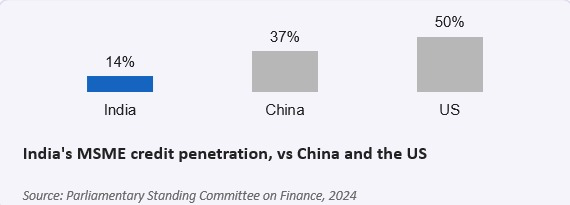 50%
37%
14%
India
China
US
India's MSME credit penetration, vs China and the US
Source: Parliamentary Standing Committee on Finance, 2024